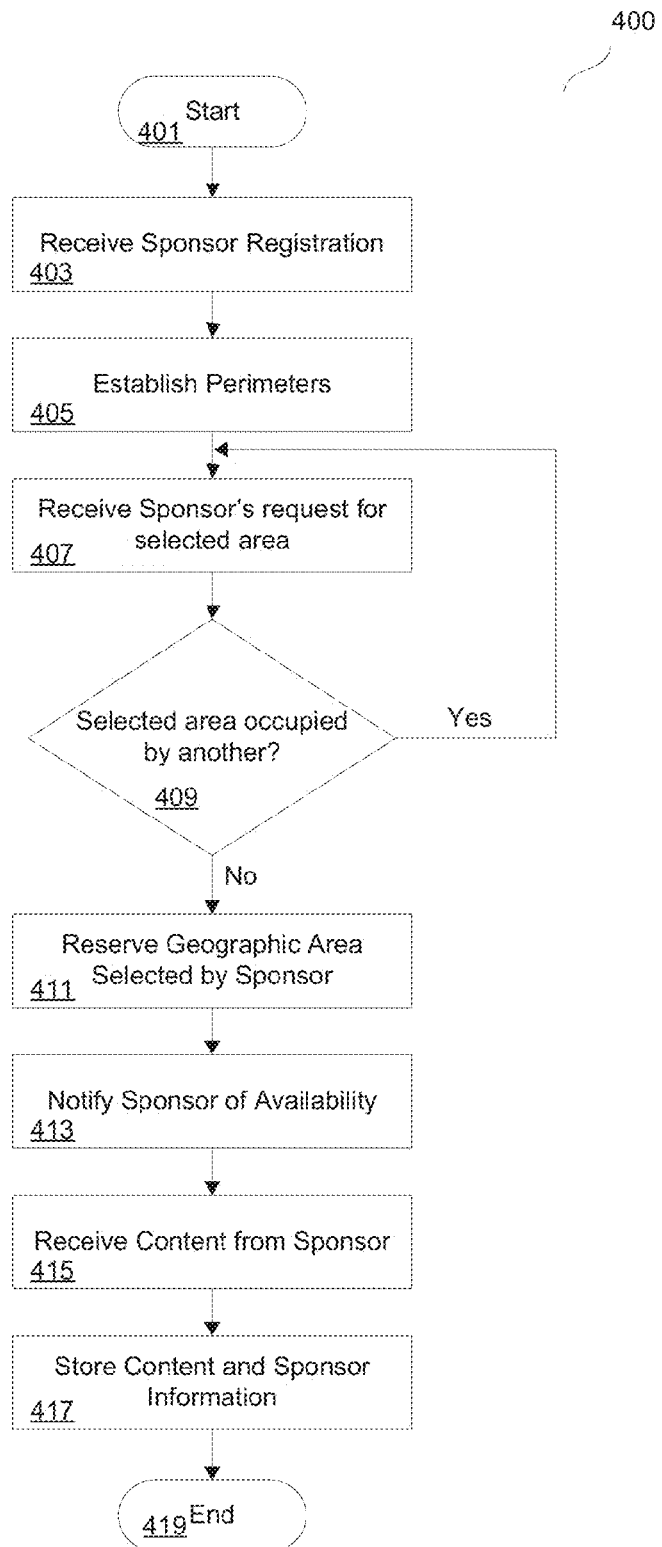 400
Start
401
Receive Sponsor Registration
403
Establish Perimeters
405
Receive Sponsor's request for
selected area
407
Selected area occupied
by another?
409
Yes
No
Reserve Geographic Area
Selected by Sponsor
411
Notify Sponsor of Availability
413
Receive Content from Sponsor
415
Store Content and Sponsor
Information
417
End
419